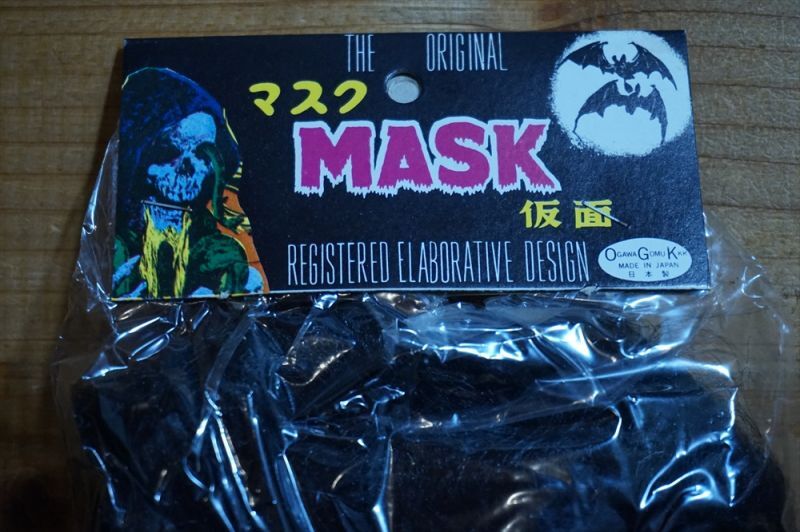 THE ORIGINAL
マスク
MASK
仮面
REGISTERED ELABORATIVE DESIGN
OGAWA GOMU K.K.
MADE IN JAPAN
日本製